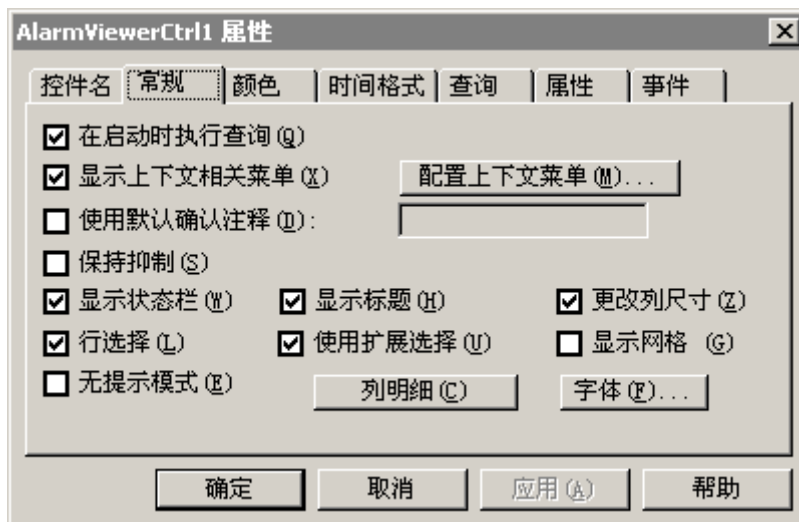 AlarmViewerCtrl1 属性
控件名 常规 颜色 时间格式 查询 属性 事件
在启动时执行查询(Q)
显示上下文相关菜单(X) 配置上下文菜单(M)...
使用默认确认注释(D):
保持抑制(S)
显示状态栏(W) 显示标题(H) 更改列尺寸(Z)
行选择(L) 使用扩展选择(U) 显示网格 (G)
无提示模式(E) 列明细(C) 字体(F)...
确定 取消 应用(A) 帮助